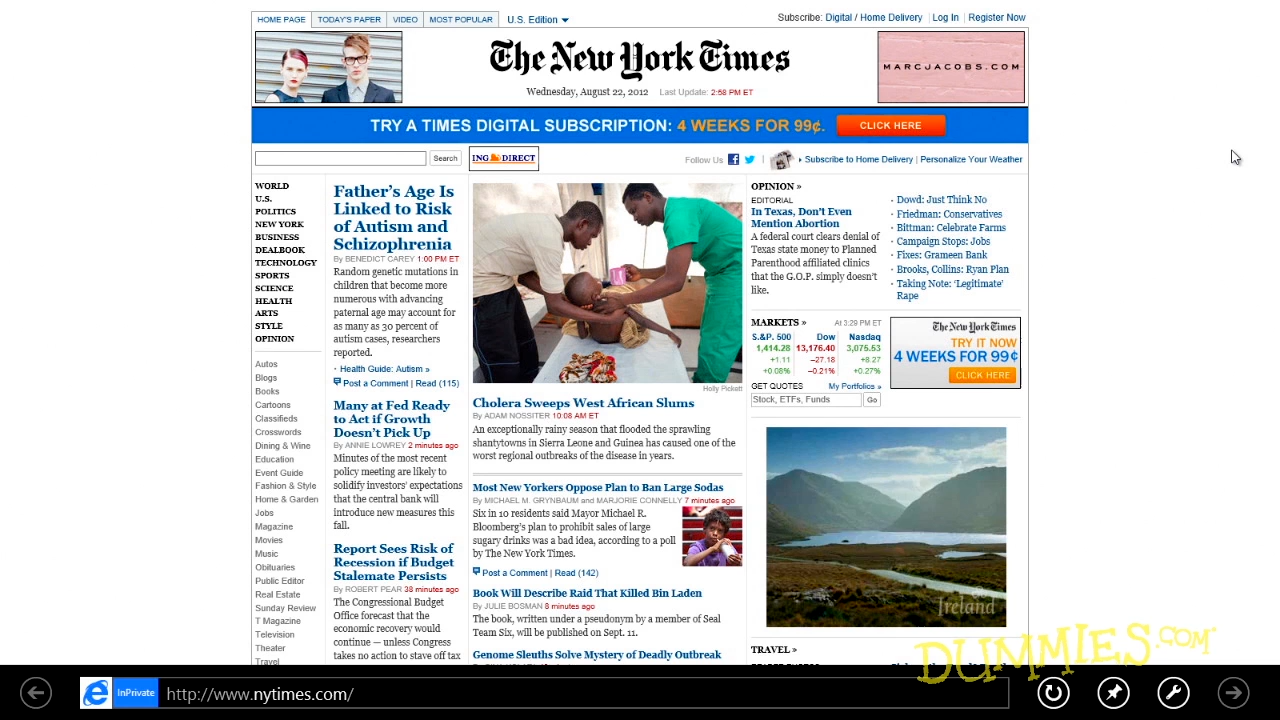 HOME PAGE TODAY'S PAPER VIDEO MOST POPULAR U.S. Edition
Subscribe: Digital / Home Delivery Log In Register Now
The New York Times
Wednesday, August 22, 2012 Last Update: 2:58 PM ET
MARCJACOBS.COM
TRY A TIMES DIGITAL SUBSCRIPTION: 4 WEEKS FOR 99¢. CLICK HERE
Search
ING DIRECT
Follow Us
Subscribe to Home Delivery | Personalize Your Weather
WORLD
U.S.
POLITICS
NEW YORK
BUSINESS
DEALBOOK
TECHNOLOGY
SPORTS
SCIENCE
HEALTH
ARTS
STYLE
OPINION
Autos
Blogs
Books
Cartoons
Classifieds
Crosswords
Dining & Wine
Education
Event Guide
Fashion & Style
Home & Garden
Jobs
Magazine
Movies
Music
Obituaries
Public Editor
Real Estate
Sunday Review
T Magazine
Television
Theater
Travel
Father's Age Is
Linked to Risk
of Autism and
Schizophrenia
By BENEDICT CAREY 1:00 PM ET
Random genetic mutations in
children that become more
numerous with advancing
paternal age may account for
as many as 30 percent of
autism cases, researchers
reported.
· Health Guide: Autism »
Post a Comment | Read (115)
Many at Fed Ready
to Act if Growth
Doesn't Pick Up
By ANNIE LOWREY 2 minutes ago
Minutes of the most recent
policy meeting are likely to
solidify investors' expectations
that the central bank will
introduce new measures this
fall.
Report Sees Risk of
Recession if Budget
Stalemate Persists
By ROBERT PEAR 38 minutes ago
The Congressional Budget
Office forecast that the
economic recovery would
continue — unless Congress
takes no action to stave off tax
Holly Pickett
Cholera Sweeps West African Slums
By ADAM NOSSITER 10:08 AM ET
An exceptionally rainy season that flooded the sprawling
shantytowns in Sierra Leone and Guinea has caused one of the
worst regional outbreaks of the disease in years.
Most New Yorkers Oppose Plan to Ban Large Sodas
By MICHAEL M. GRYNBAUM and MARJORIE CONNELLY 7 minutes ago
Six in 10 residents said Mayor Michael R.
Bloomberg's plan to prohibit sales of large
sugary drinks was a bad idea, according to a poll
by The New York Times.
Post a Comment | Read (142)
Book Will Describe Raid That Killed Bin Laden
By JULIE BOSMAN 8 minutes ago
The book, written under a pseudonym by a member of Seal
Team Six, will be published on Sept. 11.
Genome Sleuths Solve Mystery of Deadly Outbreak
OPINION »
EDITORIAL
In Texas, Don't Even
Mention Abortion
A federal court clears denial of
Texas state money to Planned
Parenthood affiliated clinics
that the G.O.P. simply doesn't
like.
· Dowd: Just Think No
· Friedman: Conservatives
· Bittman: Celebrate Farms
· Campaign Stops: Jobs
· Fixes: Grameen Bank
· Brooks, Collins: Ryan Plan
· Taking Note: 'Legitimate'
Rape
MARKETS » At 3:29 PM ET
S.&P. 500 Dow Nasdaq
1,414.28 13,176.40 3,075.53
+1.11 -27.18 +8.27
+0.08% -0.21% +0.27%
GET QUOTES My Portfolios »
Stock, ETFs, Funds Go
The New York Times
TRY IT NOW
4 WEEKS FOR 99¢
CLICK HERE
Ireland
TRAVEL »
DUMMIES.COM
InPrivate http://www.nytimes.com/